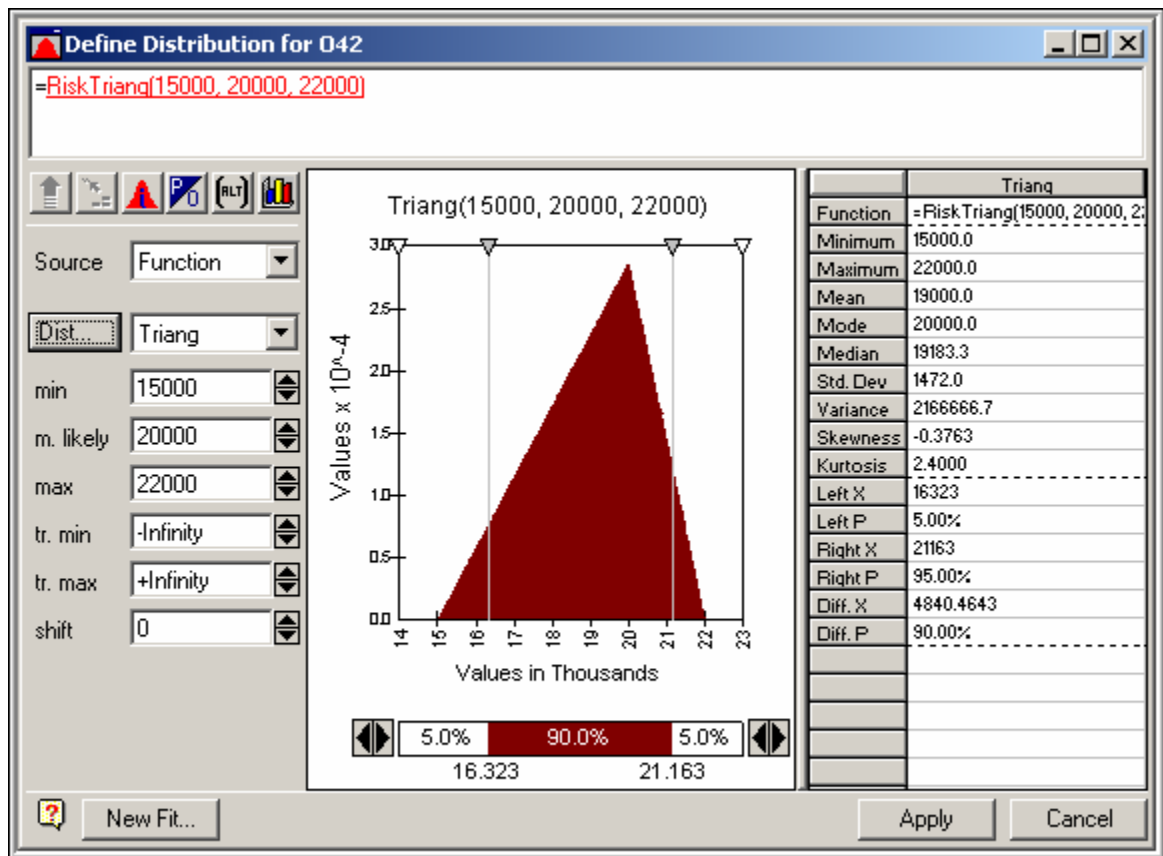 Define Distribution for O42
=RiskTriang(15000, 20000, 22000)
P/O
(ALT)
Source Function
Dist... Triang
min 15000
m. likely 20000
max 22000
tr. min -Infinity
tr. max +Infinity
shift 0
Triang(15000, 20000, 22000)
Values x 10^-4
3.0
2.5
2.0
1.5
1.0
0.5
0.0
14 15 16 17 18 19 20 21 22 23
Values in Thousands
5.0% 90.0% 5.0%
16.323 21.163
Triang
Function =RiskTriang(15000, 20000, 2
Minimum 15000.0
Maximum 22000.0
Mean 19000.0
Mode 20000.0
Median 19183.3
Std. Dev 1472.0
Variance 2166666.7
Skewness -0.3763
Kurtosis 2.4000
Left X 16323
Left P 5.00%
Right X 21163
Right P 95.00%
Diff. X 4840.4643
Diff. P 90.00%
? New Fit... Apply Cancel